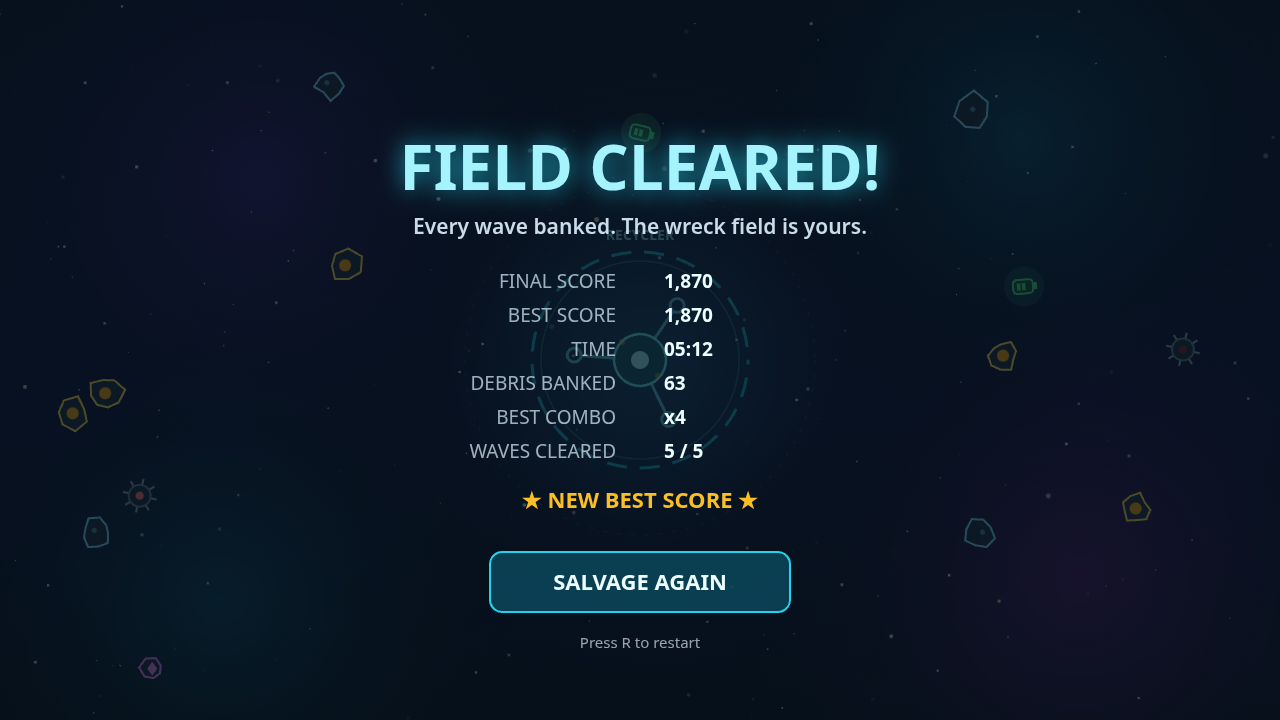 FIELD CLEARED!
Every wave banked. The wreck field is yours.
RECYCLER
FINAL SCORE 1,870
BEST SCORE 1,870
TIME 05:12
DEBRIS BANKED 63
BEST COMBO x4
WAVES CLEARED 5 / 5
★ NEW BEST SCORE ★
SALVAGE AGAIN
Press R to restart